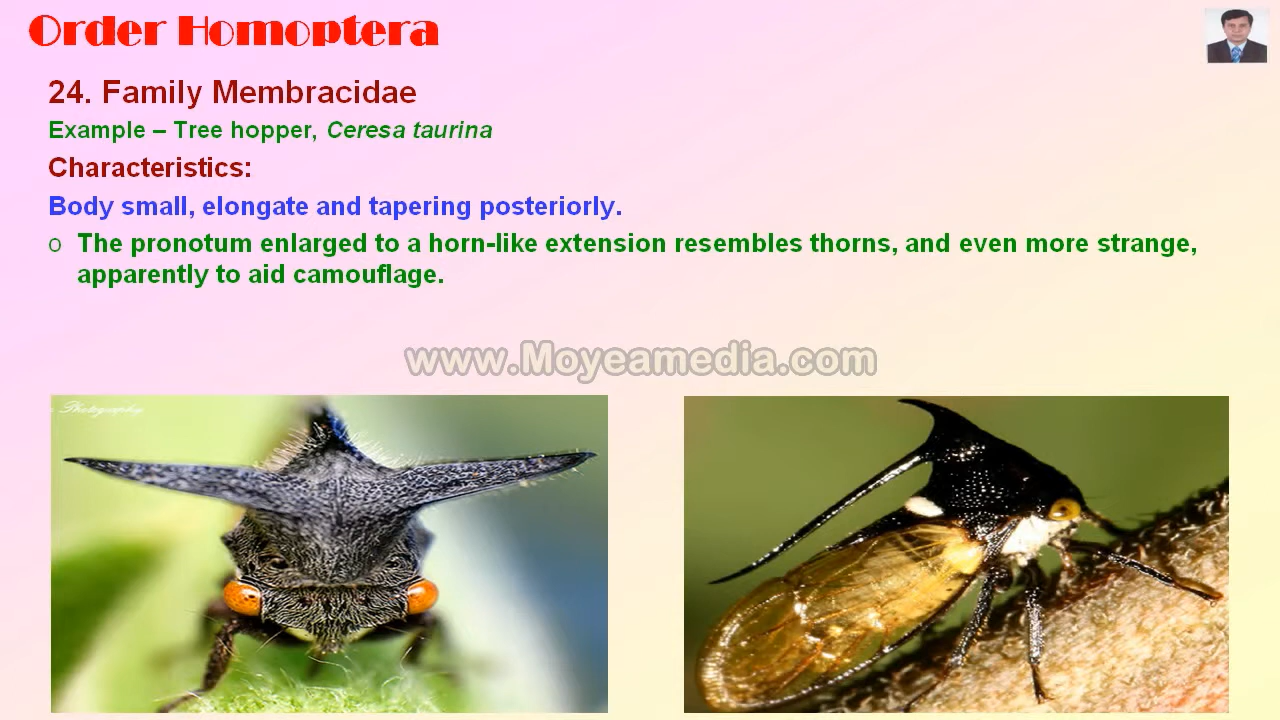 Order Homoptera
24. Family Membracidae
Example – Tree hopper, Ceresa taurina
Characteristics:
Body small, elongate and tapering posteriorly.
o The pronotum enlarged to a horn-like extension resembles thorns, and even more strange,
apparently to aid camouflage.
www.Moyeamedia.com
Photography